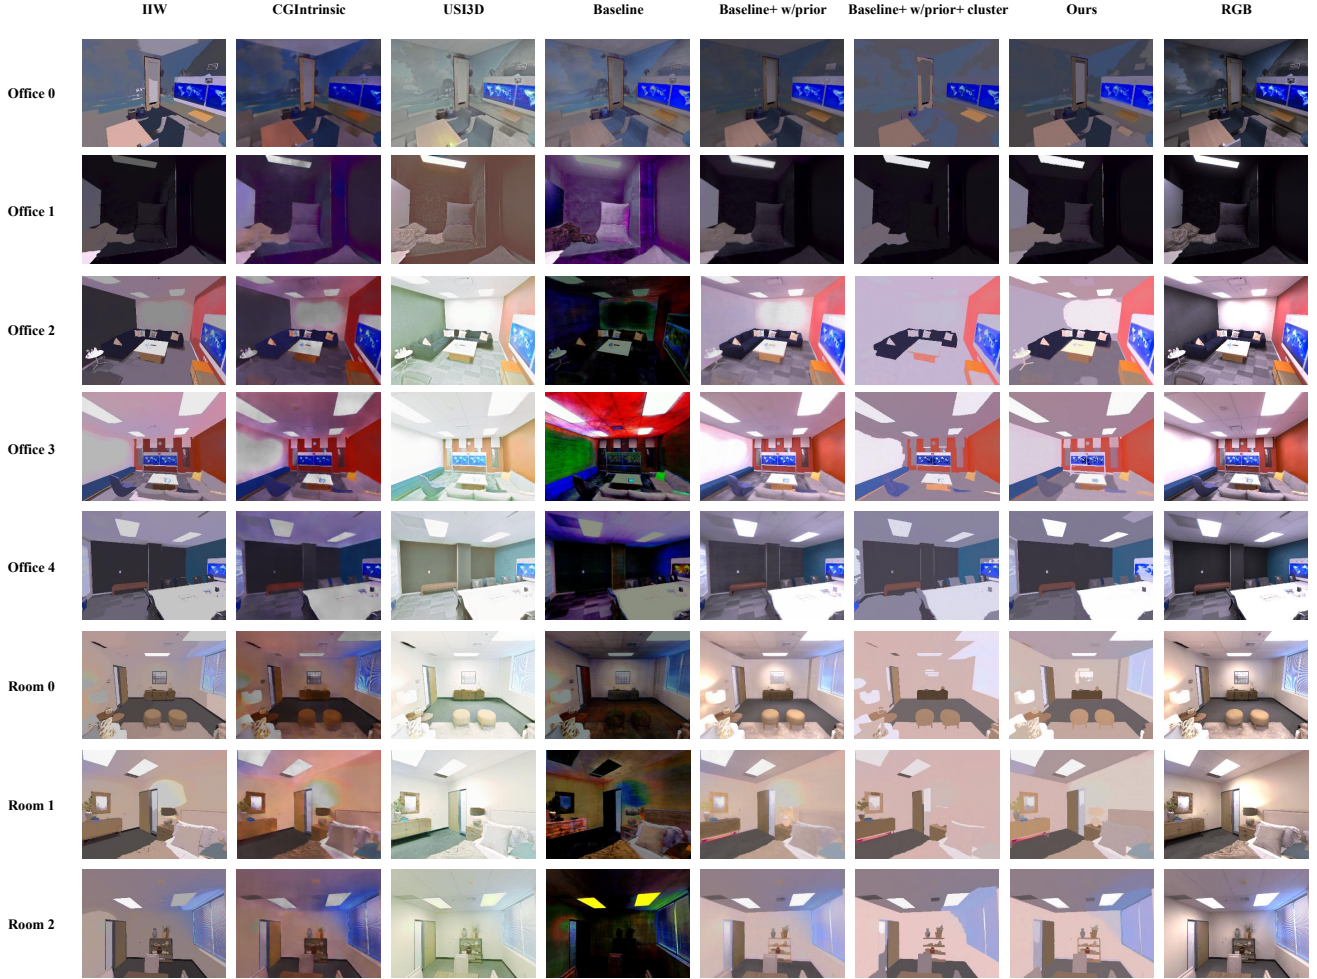 IIW CGIntrinsic USI3D Baseline Baseline+ w/prior Baseline+ w/prior+ cluster Ours RGB
Office 0
Office 1
Office 2
Office 3
Office 4
Room 0
Room 1
Room 2